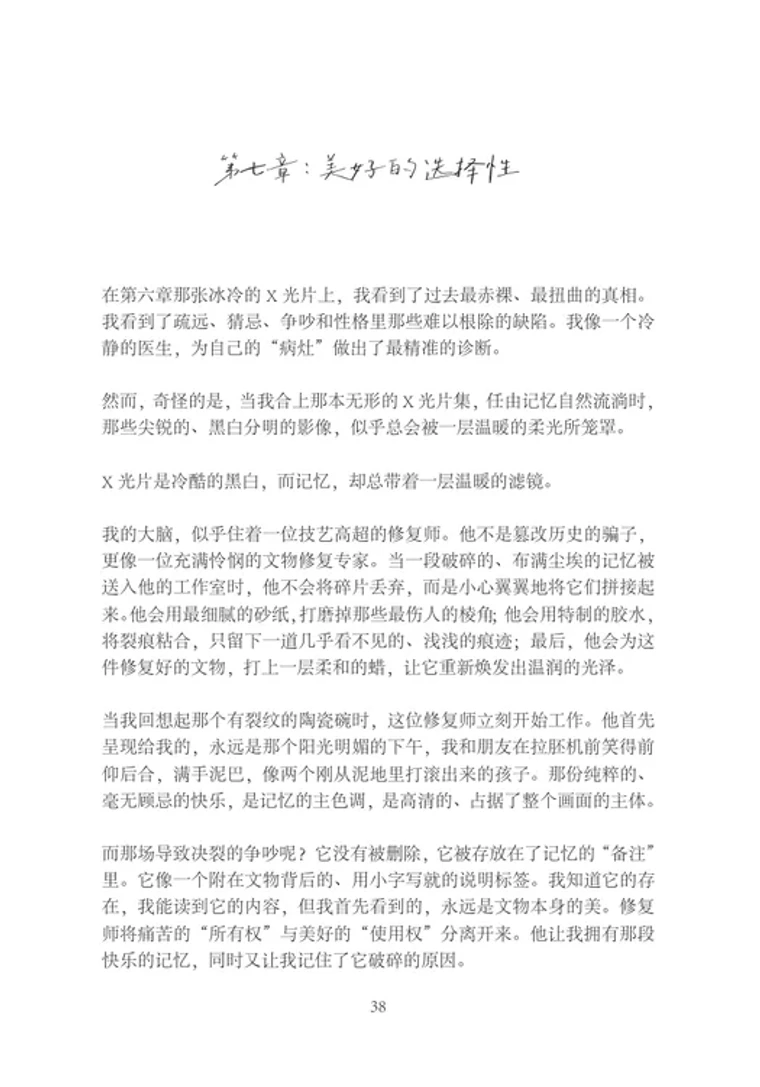 第七章：美好的选择性
在第六章那张冰冷的 X 光片上，我看到了过去最赤裸、最扭曲的真相。
我看到了疏远、猜忌、争吵和性格里那些难以根除的缺陷。我像一个冷
静的医生，为自己的“病灶”做出了最精准的诊断。
然而，奇怪的是，当我合上那本无形的 X 光片集，任由记忆自然流淌时，
那些尖锐的、黑白分明的影像，似乎总会被一层温暖的柔光所笼罩。
X 光片是冷酷的黑白，而记忆，却总带着一层温暖的滤镜。
我的大脑，似乎住着一位技艺高超的修复师。他不是篡改历史的骗子，
更像一位充满怜悯的文物修复专家。当一段破碎的、布满尘埃的记忆被
送入他的工作室时，他不会将碎片丢弃，而是小心翼翼地将它们拼接起
来。他会用最细腻的砂纸，打磨掉那些最伤人的棱角；他会用特制的胶水，
将裂痕粘合，只留下一道几乎看不见的、浅浅的痕迹；最后，他会为这
件修复好的文物，打上一层柔和的蜡，让它重新焕发出温润的光泽。
当我回想起那个有裂纹的陶瓷碗时，这位修复师立刻开始工作。他首先
呈现给我的，永远是那个阳光明媚的下午，我和朋友在拉胚机前笑得前
仰后合，满手泥巴，像两个刚从泥地里打滚出来的孩子。那份纯粹的、
毫无顾忌的快乐，是记忆的主色调，是高清的、占据了整个画面的主体。
而那场导致决裂的争吵呢？它没有被删除，它被存放在了记忆的“备注”
里。它像一个附在文物背后的、用小字写就的说明标签。我知道它的存
在，我能读到它的内容，但我首先看到的，永远是文物本身的美。修复
师将痛苦的“所有权”与美好的“使用权”分离开来。他让我拥有那段
快乐的记忆，同时又让我记住了它破碎的原因。
38